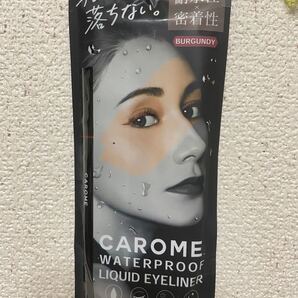 落ちない。
密着性
BURGUNDY
CAROME
CAROME
WATERPROOF
LIQUID EYELINER